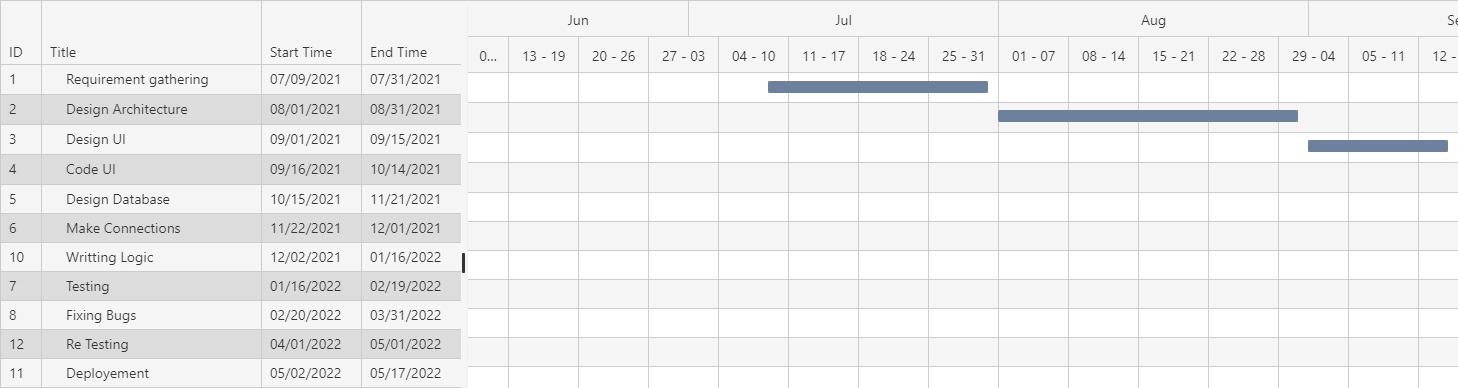 Jun Jul Aug Se
ID Title Start Time End Time 0... 13 - 19 20 - 26 27 - 03 04 - 10 11 - 17 18 - 24 25 - 31 01 - 07 08 - 14 15 - 21 22 - 28 29 - 04 05 - 11 12 -
1 Requirement gathering 07/09/2021 07/31/2021
2 Design Architecture 08/01/2021 08/31/2021
3 Design UI 09/01/2021 09/15/2021
4 Code UI 09/16/2021 10/14/2021
5 Design Database 10/15/2021 11/21/2021
6 Make Connections 11/22/2021 12/01/2021
10 Writting Logic 12/02/2021 01/16/2022
7 Testing 01/16/2022 02/19/2022
8 Fixing Bugs 02/20/2022 03/31/2022
12 Re Testing 04/01/2022 05/01/2022
11 Deployement 05/02/2022 05/17/2022